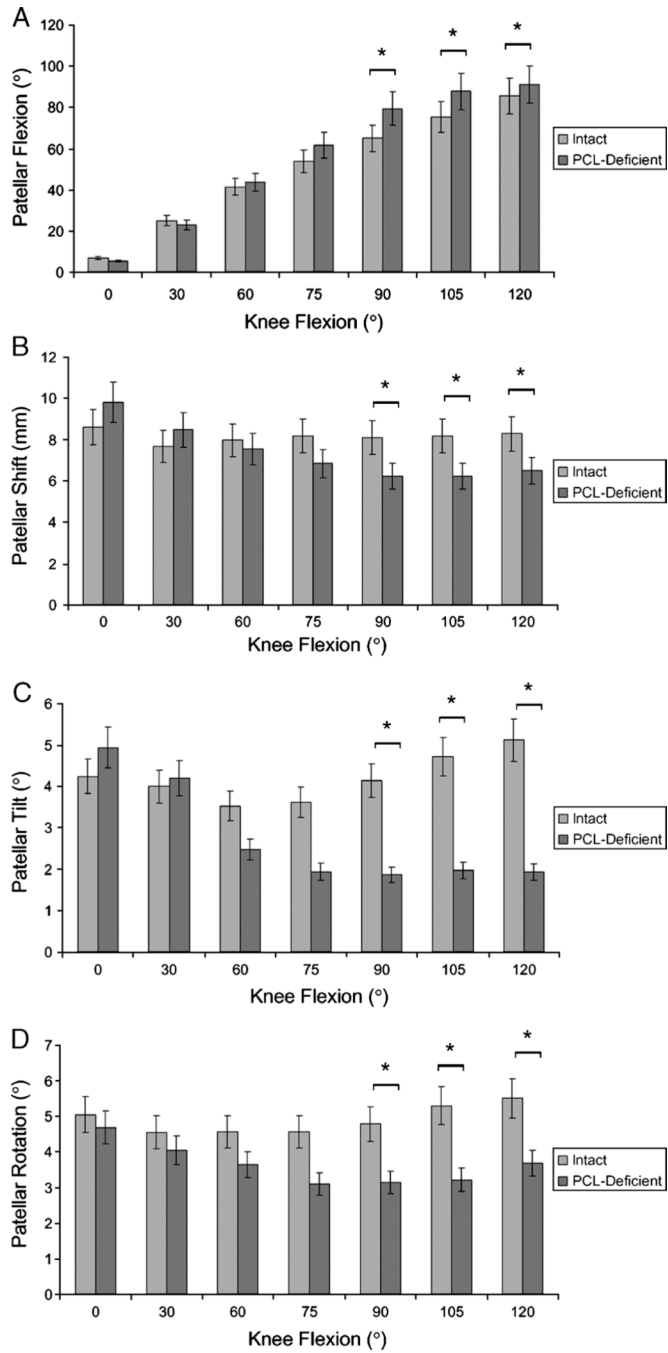 A
*
*
*
120
100
80
60
40
20
0
Patellar Flexion (°)
0 30 60 75 90 105 120
Knee Flexion (°)
Intact
PCL-Deficient
B
*
*
*
12
10
8
6
4
2
0
Patellar Shift (mm)
0 30 60 75 90 105 120
Knee Flexion (°)
Intact
PCL-Deficient
C
*
*
*
6
5
4
3
2
1
0
Patellar Tilt (°)
0 30 60 75 90 105 120
Knee Flexion (°)
Intact
PCL-Deficient
D
*
*
*
7
6
5
4
3
2
1
0
Patellar Rotation (°)
0 30 60 75 90 105 120
Knee Flexion (°)
Intact
PCL-Deficient